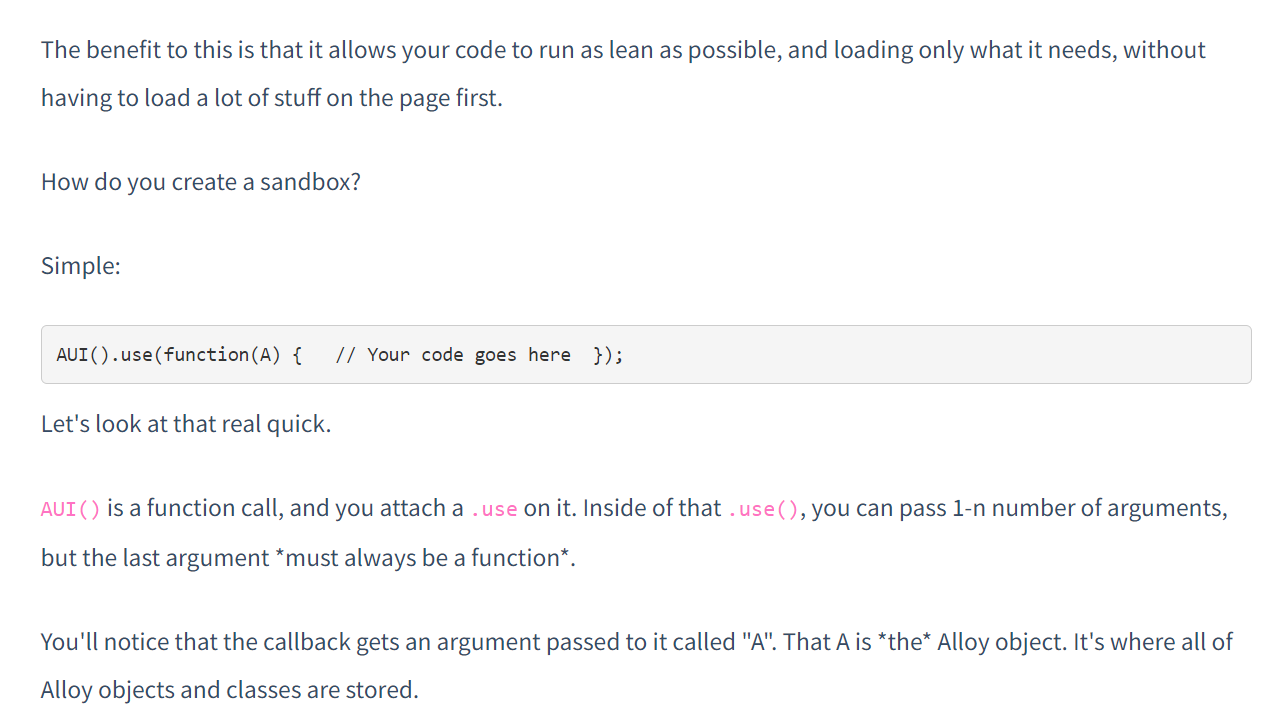 The benefit to this is that it allows your code to run as lean as possible, and loading only what it needs, without
having to load a lot of stuff on the page first.
How do you create a sandbox?
Simple:
AUI().use(function(A) {   // Your code goes here  });
Let's look at that real quick.
AUI() is a function call, and you attach a .use on it. Inside of that .use(), you can pass 1-n number of arguments,
but the last argument *must always be a function*.
You'll notice that the callback gets an argument passed to it called "A". That A is *the* Alloy object. It's where all of
Alloy objects and classes are stored.